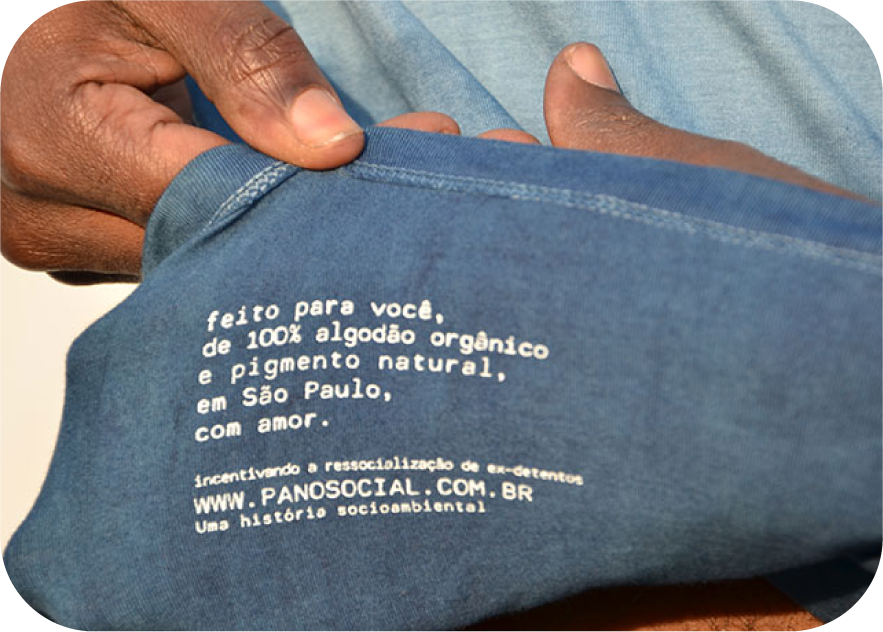 feito para você,
de 100% algodão orgânico
e pigmento natural,
em São Paulo,
com amor.
incentivando a ressocialização de ex-detentos
WWW.PANOSOCIAL.COM.BR
Uma história socioambiental